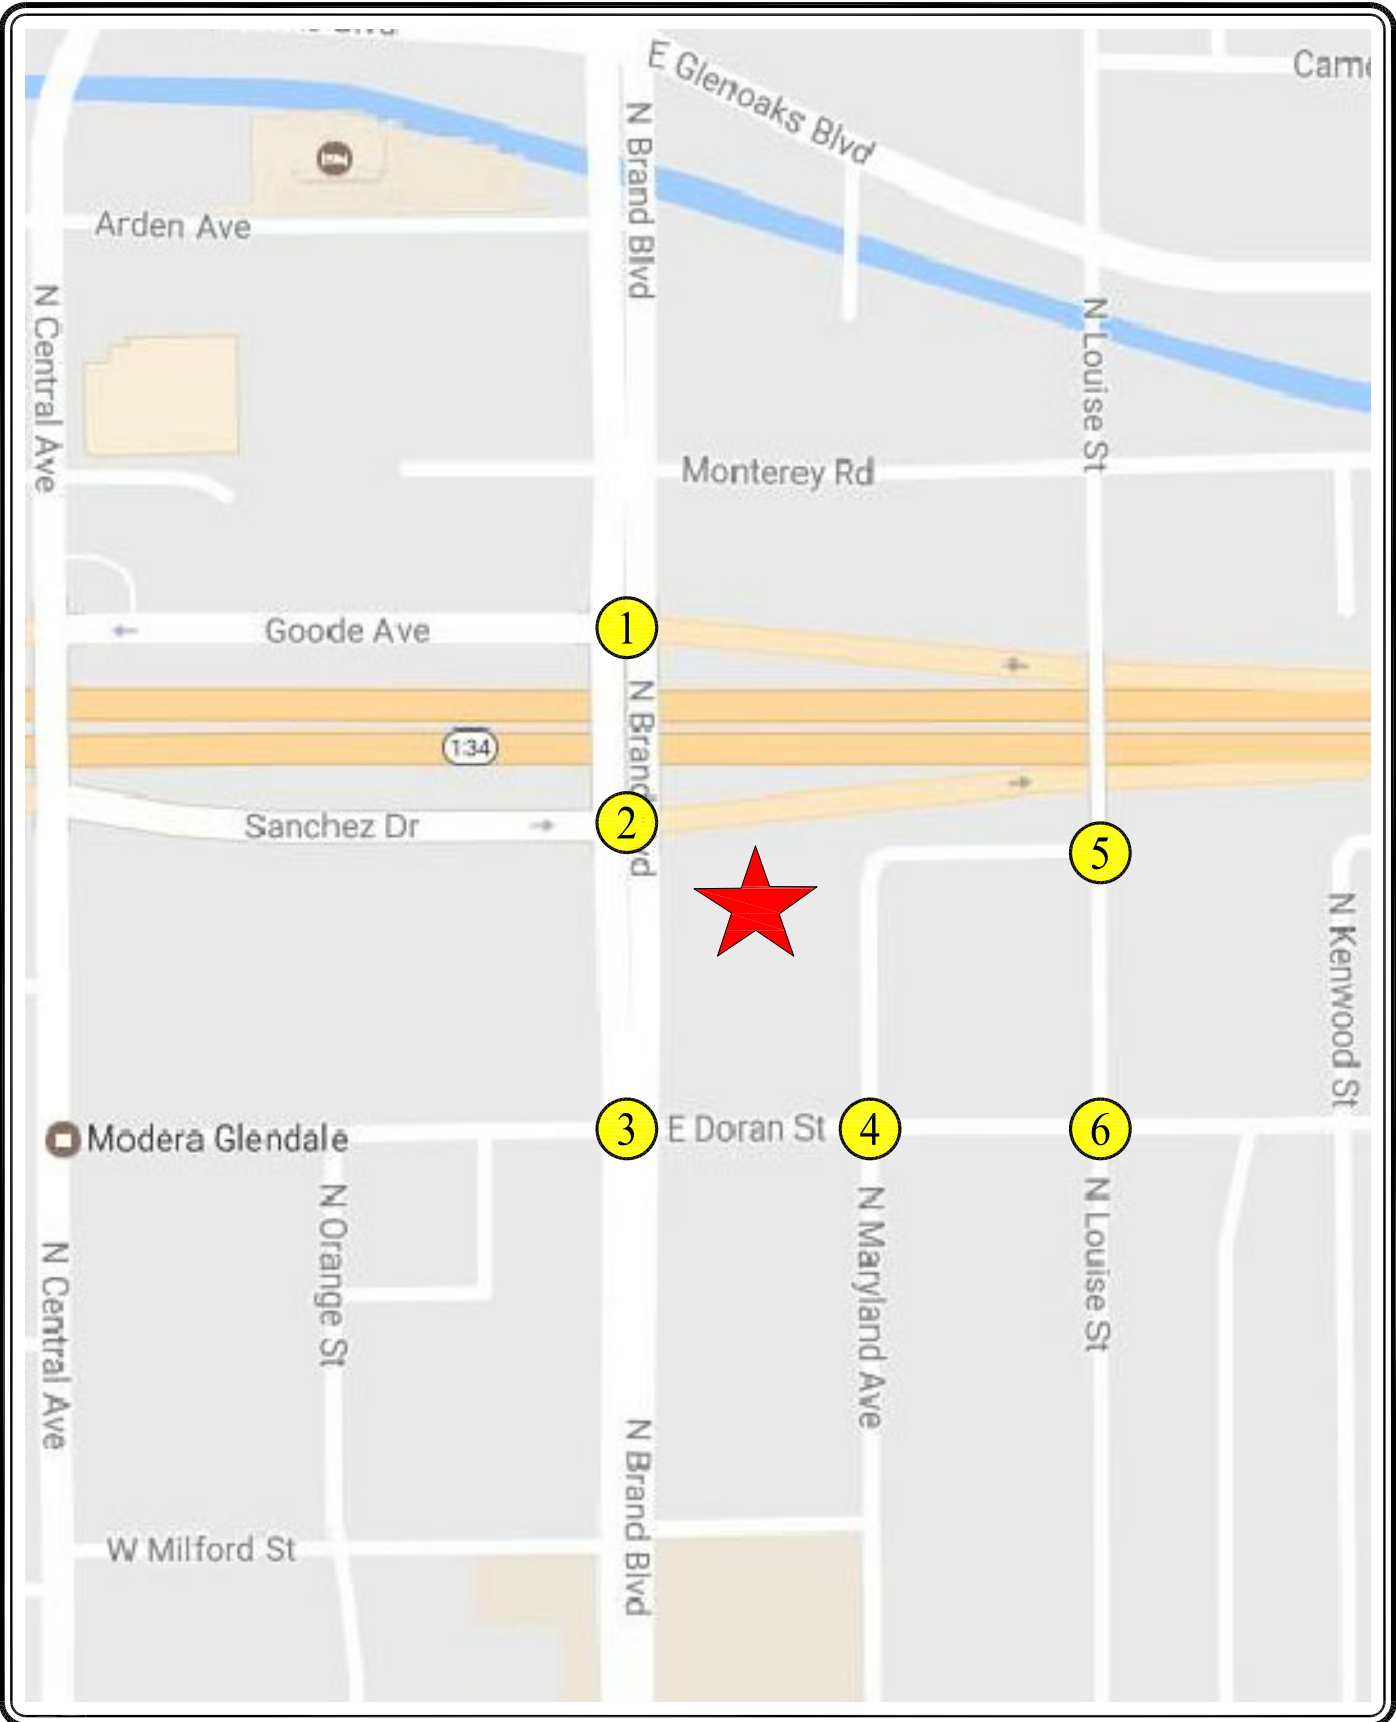 E Glenoaks Blvd
N Brand Blvd
Arden Ave
N Central Ave
N Louise St
Monterey Rd
Goode Ave
1
N Brand
134
Sanchez Dr
2
5
N Kenwood St
Modera Glendale
3
E Doran St
4
6
N Orange St
N Maryland Ave
N Louise St
N Central Ave
N Brand Blvd
W Milford St